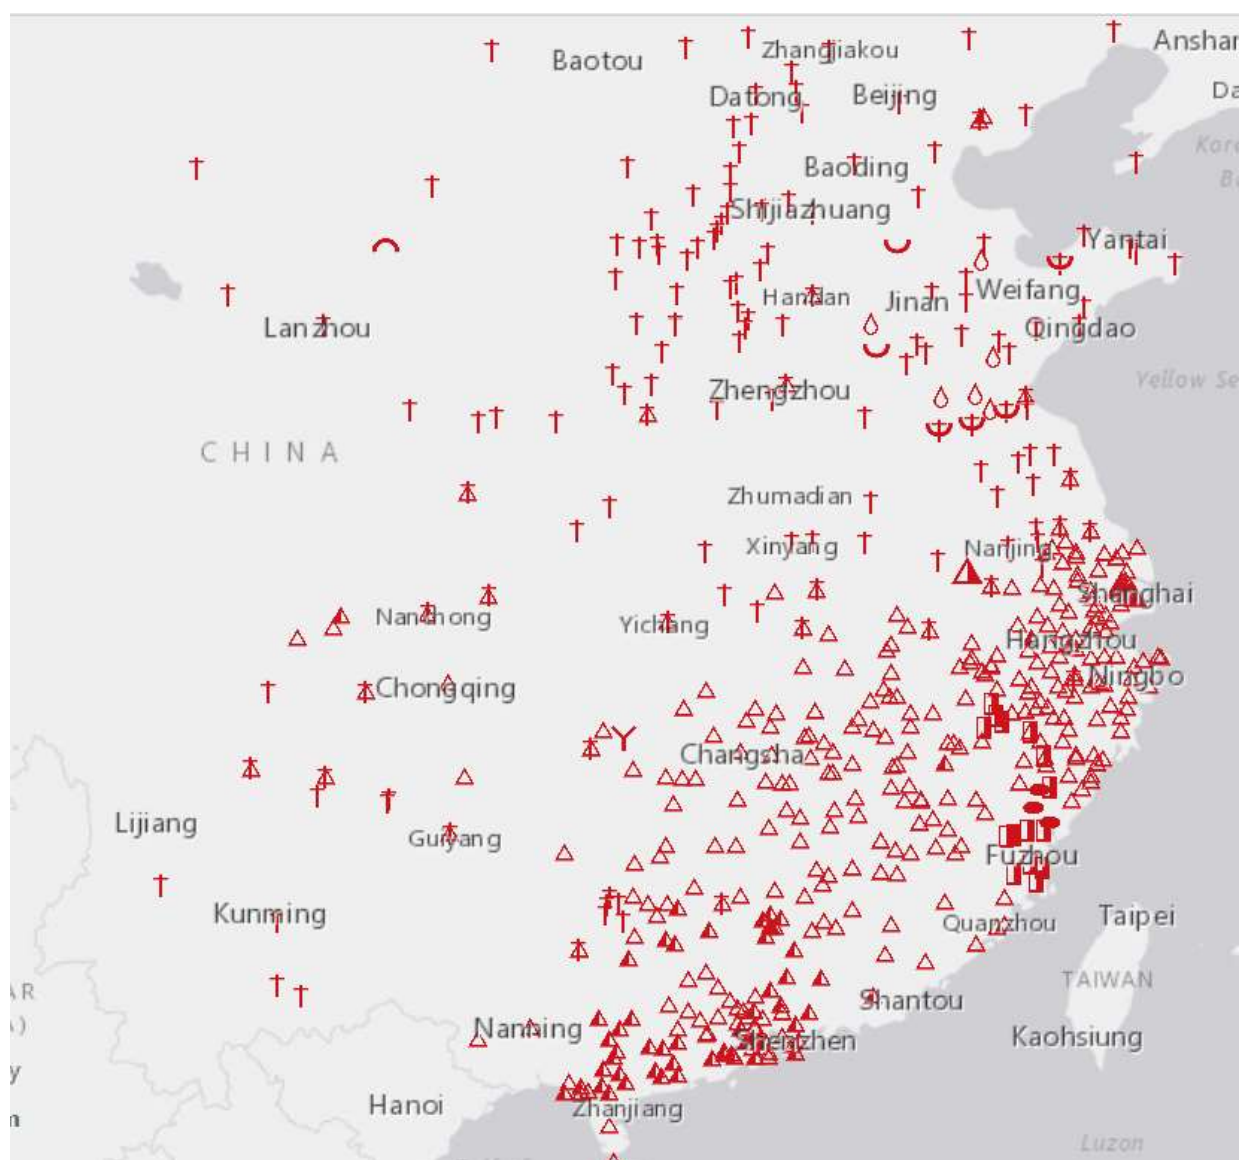 Baotou
Zhangjiakou
Anshan
Datong
Beijing
Da
Baoding
Shijiazhuang
Yantai
Handan
Jinan
Weifang
Lanzhou
Qingdao
Zhengzhou
Yellow Se
CHINA
Zhumadian
Xinyang
Nanjing
Shanghai
Nanchong
Yichang
Hangzhou
Chongqing
Ningbo
Changsha
Lijiang
Guiyang
Fuzhou
Kunming
Quanzhou
Taipei
TAIWAN
AR
Shantou
Nanning
Shenzhen
Kaohsiung
Hanoi
Zhanjiang
Luzon